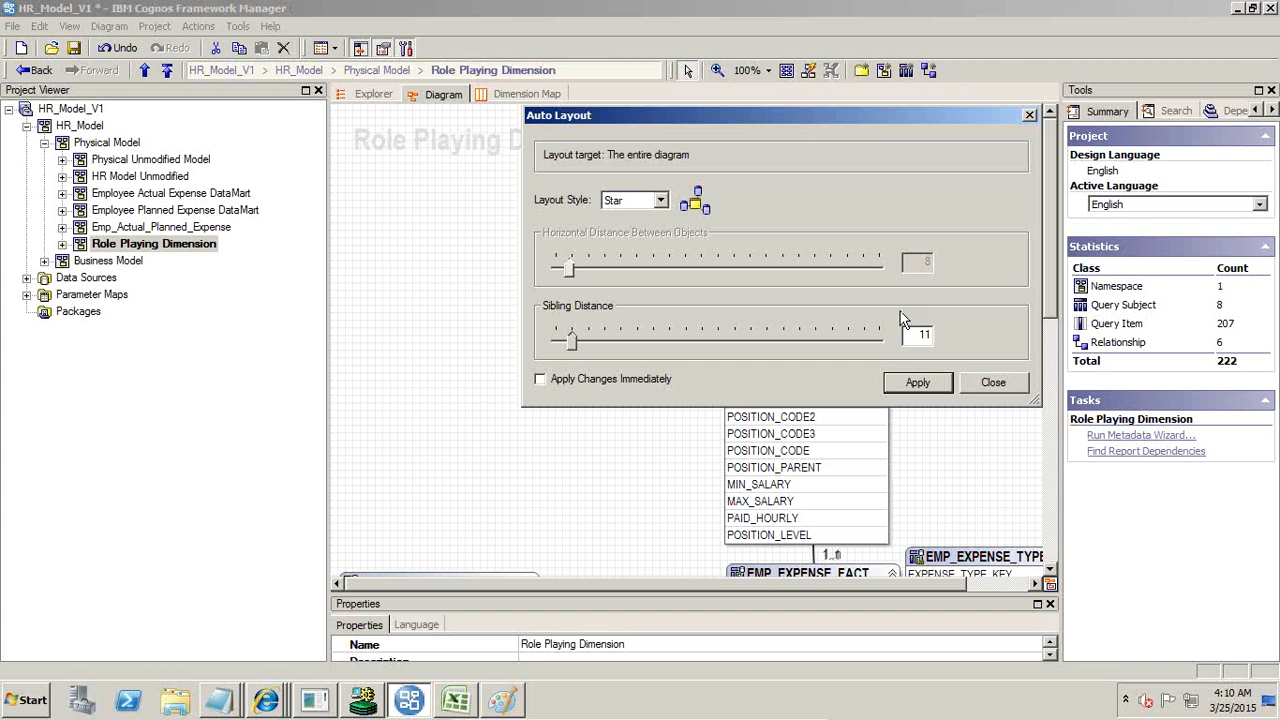 HR_Model_V1 * - IBM Cognos Framework Manager
File Edit View Diagram Project Actions Tools Help
Undo Redo
Back Forward HR_Model_V1 > HR_Model > Physical Model > Role Playing Dimension 100%
Project Viewer
HR_Model_V1
HR_Model
Physical Model
Physical Unmodified Model
HR Model Unmodified
Employee Actual Expense DataMart
Employee Planned Expense DataMart
Emp_Actual_Planned_Expense
Role Playing Dimension
Business Model
Data Sources
Parameter Maps
Packages
Explorer Diagram Dimension Map
Role Playing D
Auto Layout
Layout target: The entire diagram
Layout Style: Star
Horizontal Distance Between Objects
8
Sibling Distance
11
Apply Changes Immediately
Apply Close
POSITION_CODE2
POSITION_CODE3
POSITION_CODE
POSITION_PARENT
MIN_SALARY
MAX_SALARY
PAID_HOURLY
POSITION_LEVEL
1..n
EMP_EXPENSE_TYPE
EMP_EXPENSE_FACT
EXPENSE_TYPE_KEY
Properties
Properties Language
Name Role Playing Dimension
Description
Tools
Summary Search Depe
Project
Design Language
English
Active Language
English
Statistics
Class Count
Namespace 1
Query Subject 8
Query Item 207
Relationship 6
Total 222
Tasks
Role Playing Dimension
Run Metadata Wizard...
Find Report Dependencies
Start
4:10 AM
3/25/2015